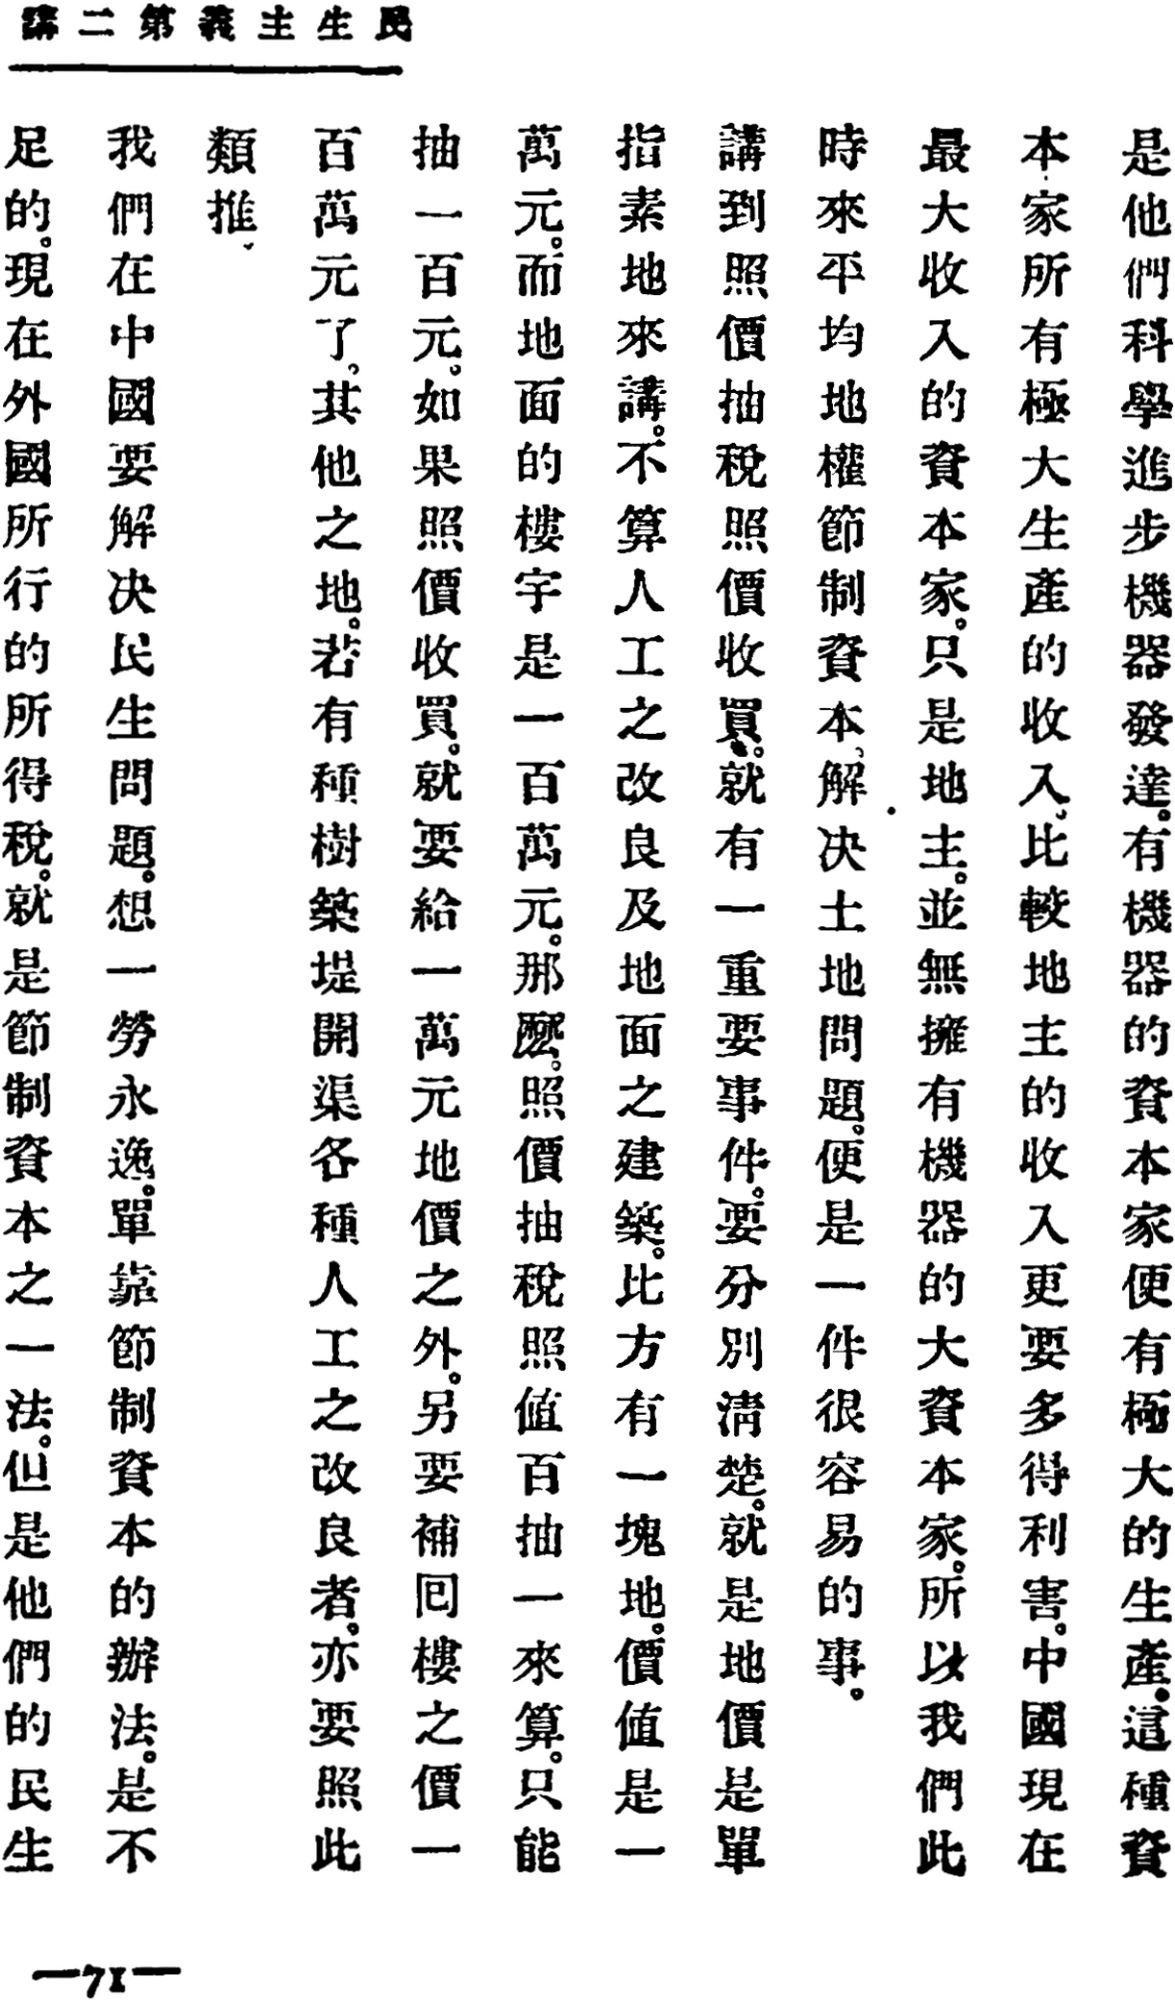 民生主義第二講
是他們科學進步機器發達。有機器的資本家便有極大的生產。這種資
本家所有極大生產的收入、比較地主的收入更要多得利害。中國現在
最大收入的資本家。只是地主。並無擁有機器的大資本家。所以我們此
時來平均地權節制資本、解決土地問題。便是一件很容易的事。
講到照價抽稅照價收買。就有一重要事件。要分別清楚。就是地價是單
指素地來講。不算人工之改良及地面之建築。比方有一塊地。價值是一
萬元。而地面的樓宇是一百萬元。那麼。照價抽稅照値百抽一來算。只能
抽一百元。如果照價收買。就要給一萬元地價之外。另要補回樓之價一
百萬元了。其他之地。若有種樹築堤開渠各種人工之改良者。亦要照此
類推、
我們在中國要解決民生問題。想一勞永逸。單靠節制資本的辦法。是不
足的。現在外國所行的所得稅。就是節制資本之一法。但是他們的民生
—71—